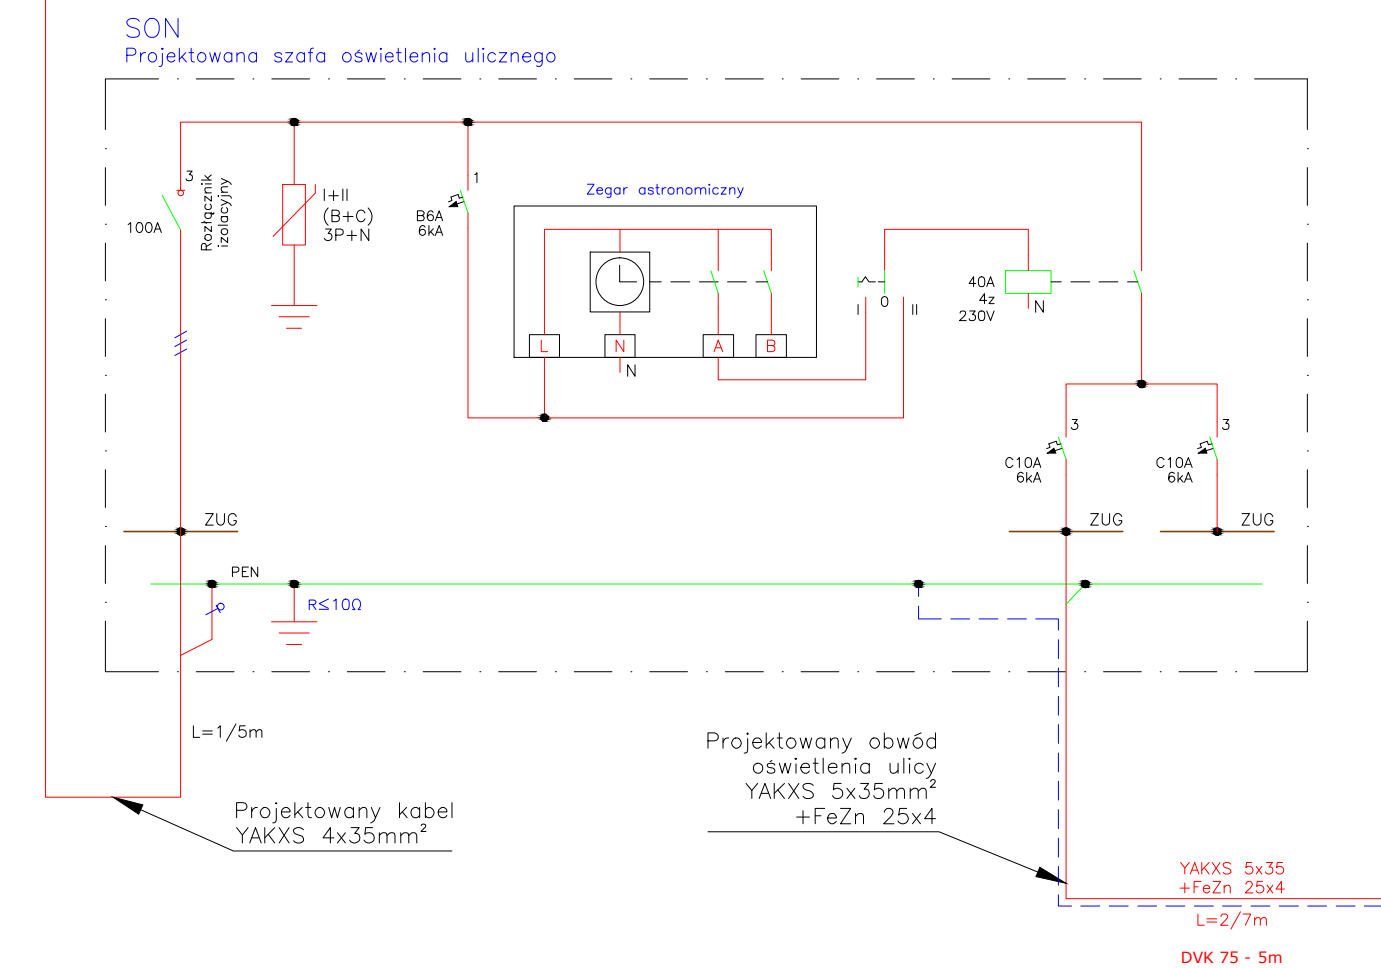 SON
Projektowana szafa oświetlenia ulicznego
3
100A
Rozłącznik
izolacyjny
I+II
(B+C)
3P+N
1
B6A
6kA
Zegar astronomiczny
L
N
A
B
N
I
0
II
40A
4z
230V
N
3
C10A
6kA
3
C10A
6kA
ZUG
ZUG
ZUG
PEN
R≤10Ω
L=1/5m
Projektowany kabel
YAKXS 4x35mm²
Projektowany obwód
oświetlenia ulicy
YAKXS 5x35mm²
+FeZn 25x4
YAKXS 5x35
+FeZn 25x4
L=2/7m
DVK 75 - 5m